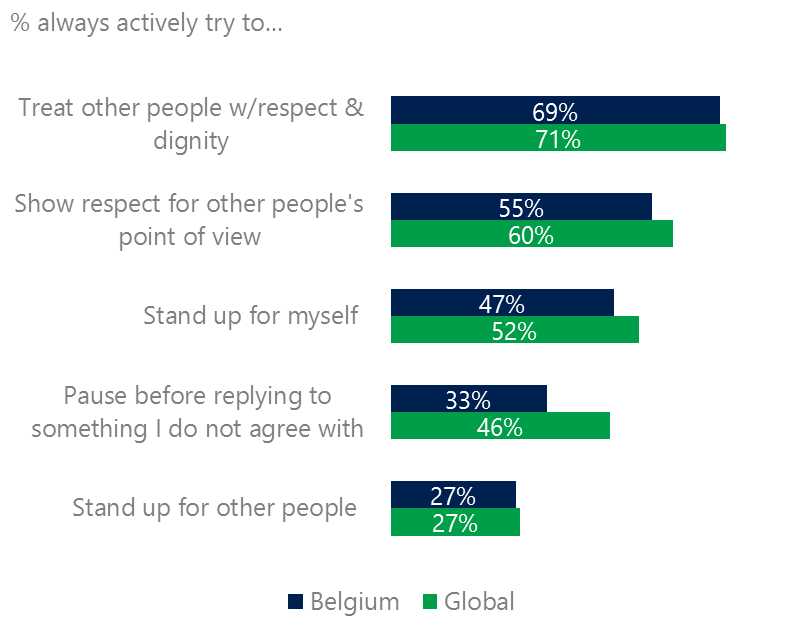 % always actively try to...
Treat other people w/respect &
dignity
69%
71%
Show respect for other people's
point of view
55%
60%
Stand up for myself
47%
52%
Pause before replying to
something I do not agree with
33%
46%
Stand up for other people
27%
27%
Belgium Global